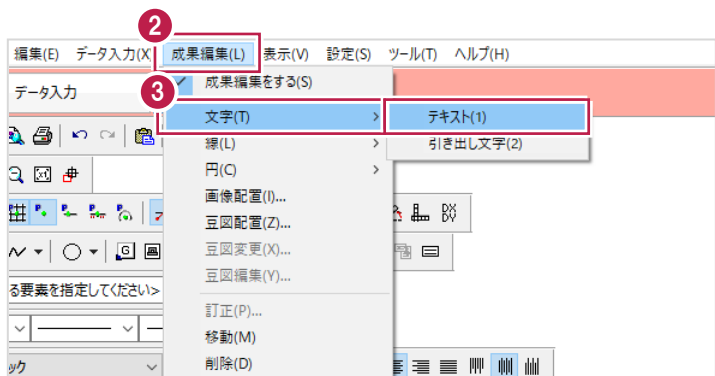 2
編集(E) データ入力(X) 成果編集(L) 表示(V) 設定(S) ツール(T) ヘルプ(H)
データ入力
成果編集をする(S)
3
文字(T)
テキスト(1)
線(L)
引き出し文字(2)
円(C)
画像配置(I)...
豆図配置(Z)...
豆図変更(X)...
豆図編集(Y)...
る要素を指定してください>
訂正(P)...
移動(M)
削除(D)
ック